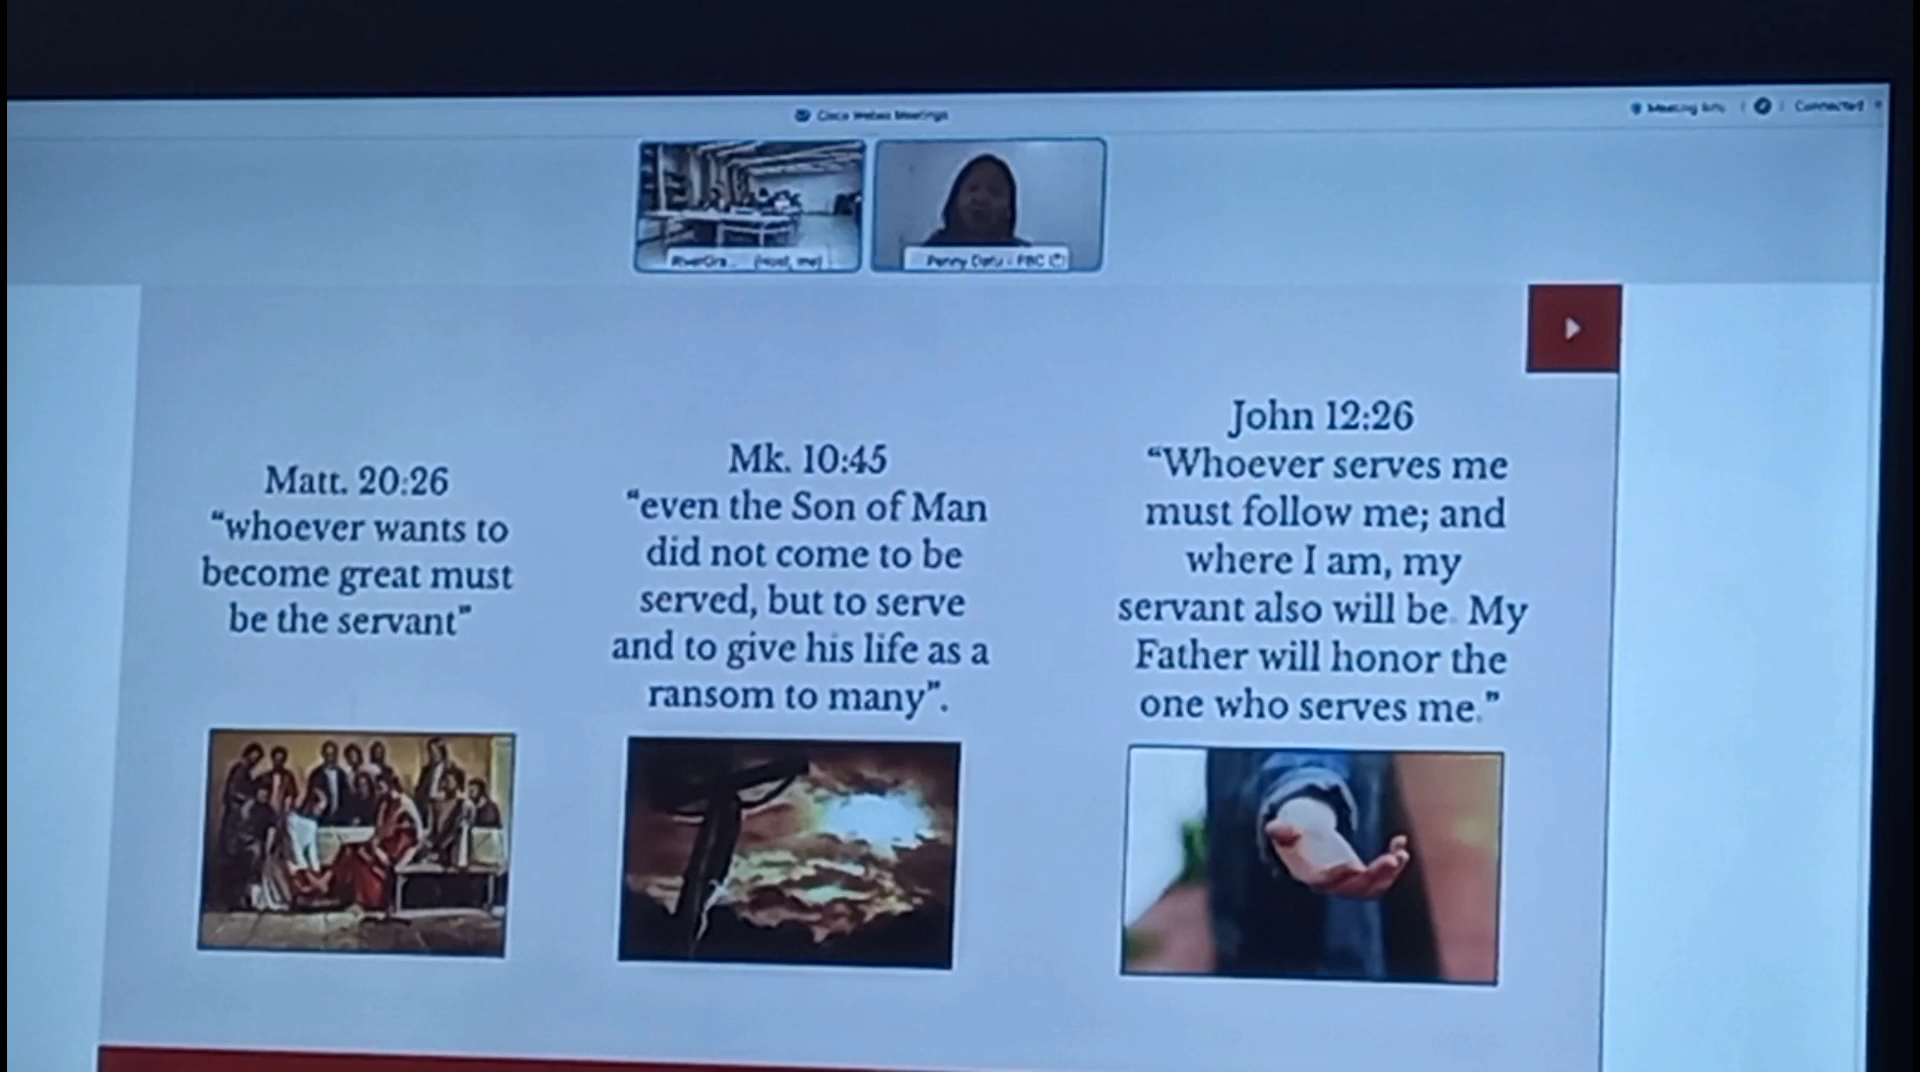 Cisco Webex Meetings
Connected
(Host, me)
Matt. 20:26
“whoever wants to
become great must
be the servant”
Mk. 10:45
“even the Son of Man
did not come to be
served, but to serve
and to give his life as a
ransom to many”.
John 12:26
“Whoever serves me
must follow me; and
where I am, my
servant also will be. My
Father will honor the
one who serves me.”